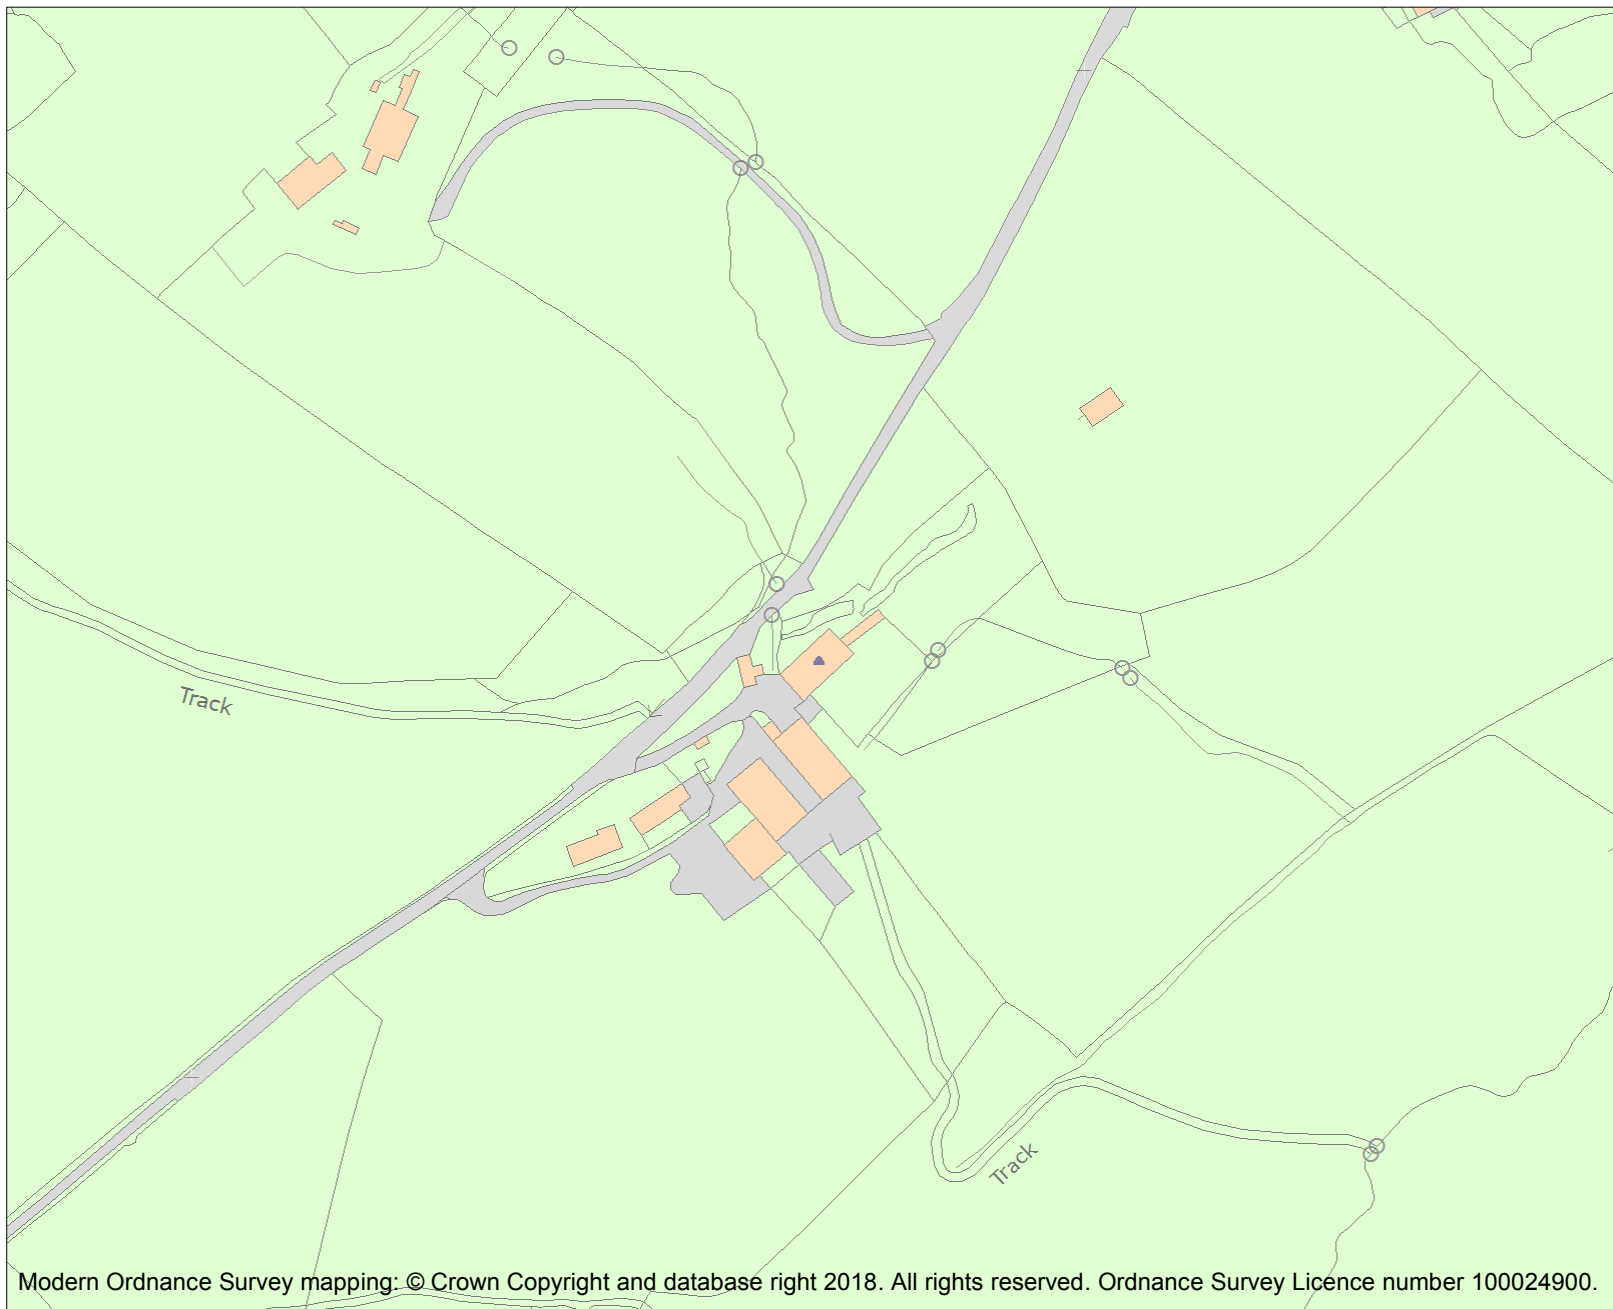 Track
Track
Modern Ordnance Survey mapping: © Crown Copyright and database right 2018. All rights reserved. Ordnance Survey Licence number 100024900.